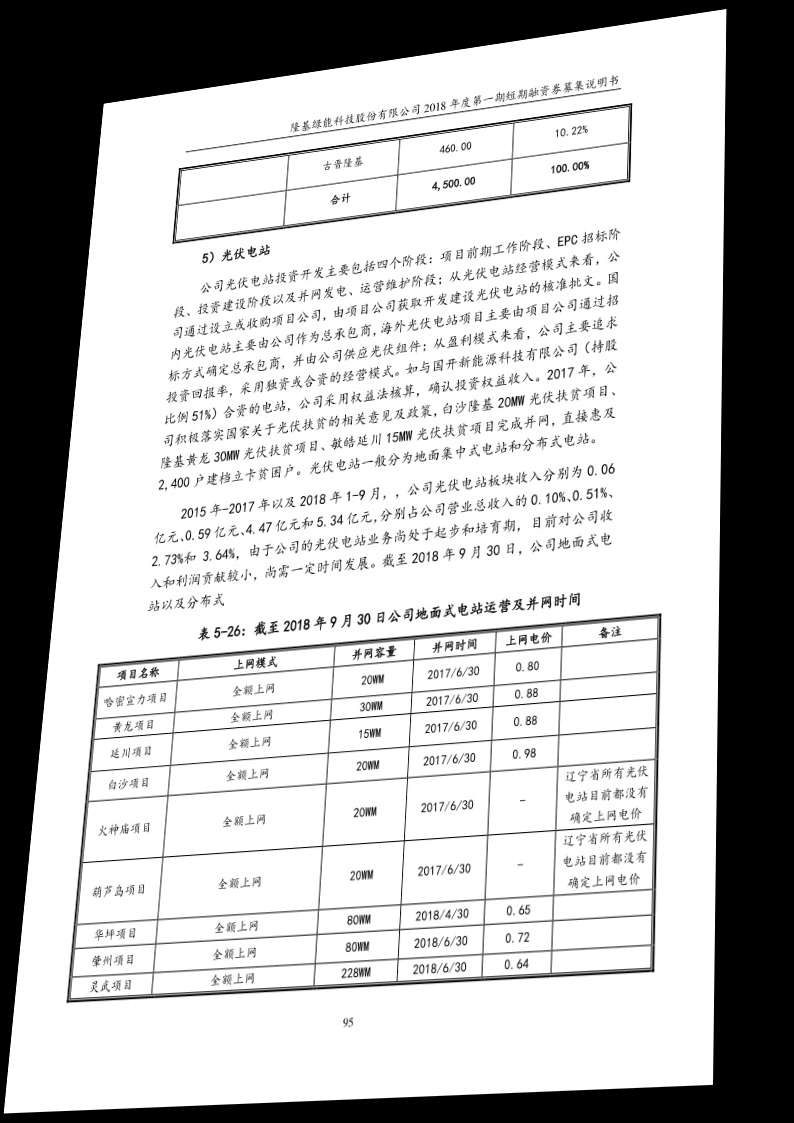 隆基绿能科技股份有限公司 2018 年度第一期短期融资券募集说明书
古晋隆基 460.00 10.22%
合计 4,500.00 100.00%
5）光伏电站
公司光伏电站投资开发主要包括四个阶段：项目前期工作阶段、EPC 招标阶
段、投资建设阶段以及并网发电、运营维护阶段；从光伏电站经营模式来看，公
司通过设立或收购项目公司，由项目公司获取开发建设光伏电站的核准批文。国
内光伏电站主要由公司作为总承包商，海外光伏电站项目主要由项目公司通过招
标方式确定总承包商，并由公司供应光伏组件；从盈利模式来看，公司主要追求
投资回报率，采用独资或合资的经营模式。如与国开新能源科技有限公司（持股
比例 51%）合资的电站，公司采用权益法核算，确认投资权益收入。2017 年，公
司积极落实国家关于光伏扶贫的相关意见及政策，白沙隆基 20MW 光伏扶贫项目、
隆基黄龙 30MW 光伏扶贫项目、敏皓延川 15MW 光伏扶贫项目完成并网，直接惠及
2,400 户建档立卡贫困户。光伏电站一般分为地面集中式电站和分布式电站。
2015 年-2017 年以及 2018 年 1-9 月，，公司光伏电站板块收入分别为 0.06
亿元、0.59 亿元、4.47 亿元和 5.34 亿元，分别占公司营业总收入的 0.10%、0.51%、
2.73%和 3.64%，由于公司的光伏电站业务尚处于起步和培育期，目前对公司收
入和利润贡献较小，尚需一定时间发展。截至 2018 年 9 月 30 日，公司地面式电
站以及分布式
表 5-26：截至 2018 年 9 月 30 日公司地面式电站运营及并网时间
项目名称 上网模式 并网容量 并网时间 上网电价 备注
哈密宣力项目 全额上网 20WM 2017/6/30 0.80
黄龙项目 全额上网 30WM 2017/6/30 0.88
延川项目 全额上网 15WM 2017/6/30 0.88
白沙项目 全额上网 20WM 2017/6/30 0.98
火神庙项目 全额上网 20WM 2017/6/30 - 辽宁省所有光伏
电站目前都没有
确定上网电价
葫芦岛项目 全额上网 20WM 2017/6/30 - 辽宁省所有光伏
电站目前都没有
确定上网电价
华坪项目 全额上网 80WM 2018/4/30 0.65
肇州项目 全额上网 80WM 2018/6/30 0.72
灵武项目 全额上网 228WM 2018/6/30 0.64
95